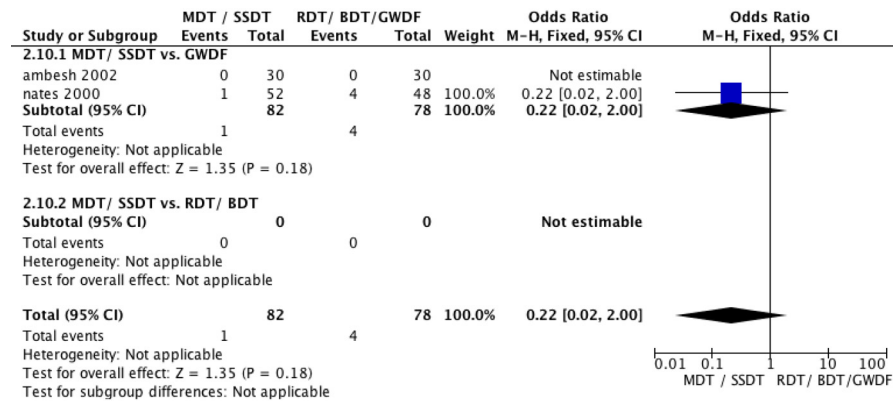 MDT / SSDT RDT/ BDT/GWDF Odds Ratio Odds Ratio
Study or Subgroup Events Total Events Total Weight M-H, Fixed, 95% CI M-H, Fixed, 95% CI
2.10.1 MDT/ SSDT vs. GWDF
ambesh 2002 0 30 0 30 Not estimable
nates 2000 1 52 4 48 100.0% 0.22 [0.02, 2.00]
Subtotal (95% CI) 82 78 100.0% 0.22 [0.02, 2.00]
Total events 1 4
Heterogeneity: Not applicable
Test for overall effect: Z = 1.35 (P = 0.18)
2.10.2 MDT/ SSDT vs. RDT/ BDT
Subtotal (95% CI) 0 0 Not estimable
Total events 0 0
Heterogeneity: Not applicable
Test for overall effect: Not applicable
Total (95% CI) 82 78 100.0% 0.22 [0.02, 2.00]
Total events 1 4
Heterogeneity: Not applicable
Test for overall effect: Z = 1.35 (P = 0.18)
Test for subgroup differences: Not applicable
0.01 0.1 1 10 100
MDT / SSDT RDT/ BDT/GWDF